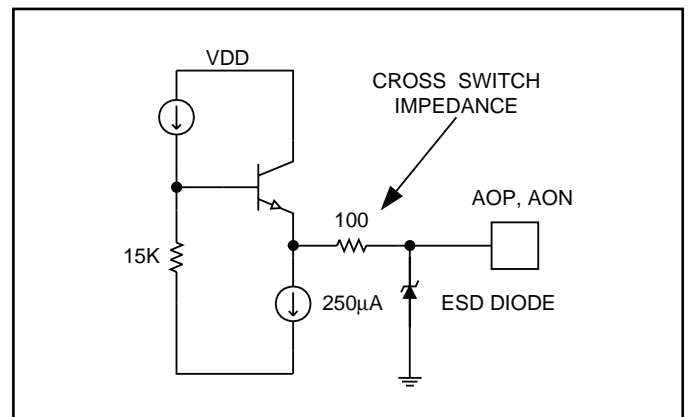 VDD
CROSS SWITCH
IMPEDANCE
AOP, AON
100
15K
250µA
ESD DIODE